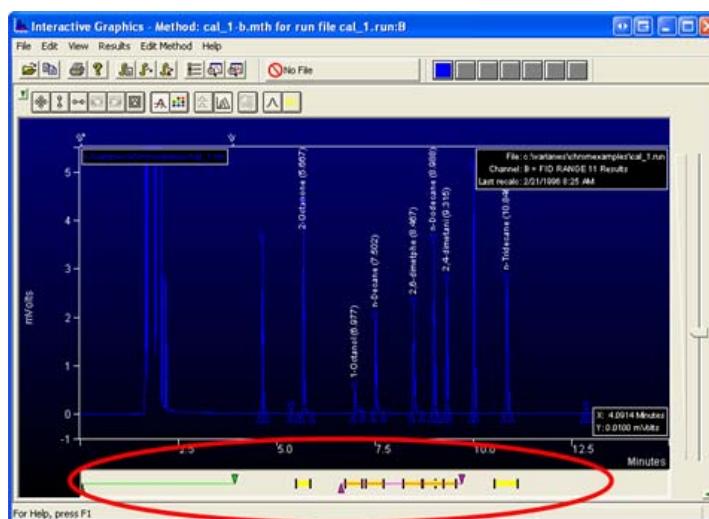 Interactive Graphics - Method: cal_1-b.mth for run file cal_1.run:B
File Edit View Results Edit Method Help
No File
File: c:\varianws\chromexamples\cal_1.run
Channel: B = FID RANGE 11 Results
Last recalc: 2/21/1996 8:25 AM
5
4
3
2
1
0
-1
mVolts
2-Octanone (5.667)
1-Octanol (6.977)
n-Decane (7.502)
2,6-dimetphe (8.467)
n-Dodecane (8.988)
2,4-dimetani (9.315)
n-Tridecane (10.846
X: 4.0914 Minutes
Y: 0.0100 mVolts
2.5
5.0
7.5
10.0
12.5
Minutes
For Help, press F1